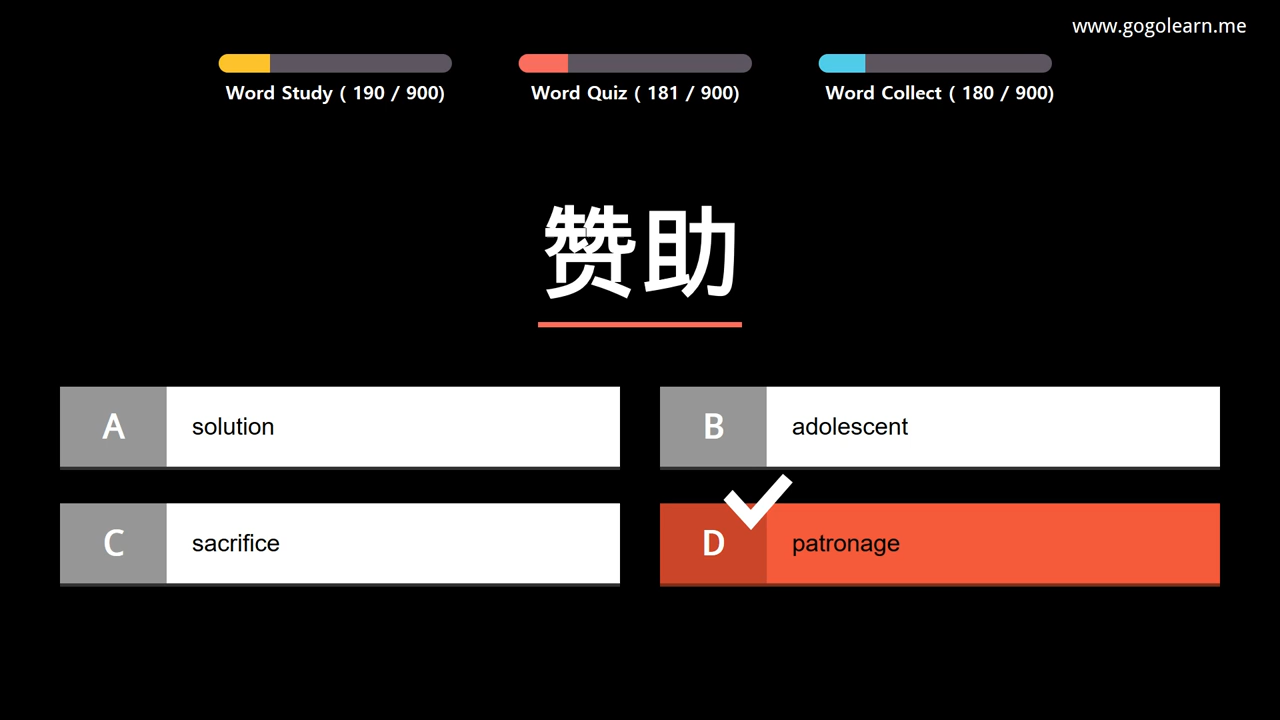 www.gogolearn.me
Word Study ( 190 / 900)
Word Quiz ( 181 / 900)
Word Collect ( 180 / 900)
赞助
A solution
B adolescent
C sacrifice
D patronage